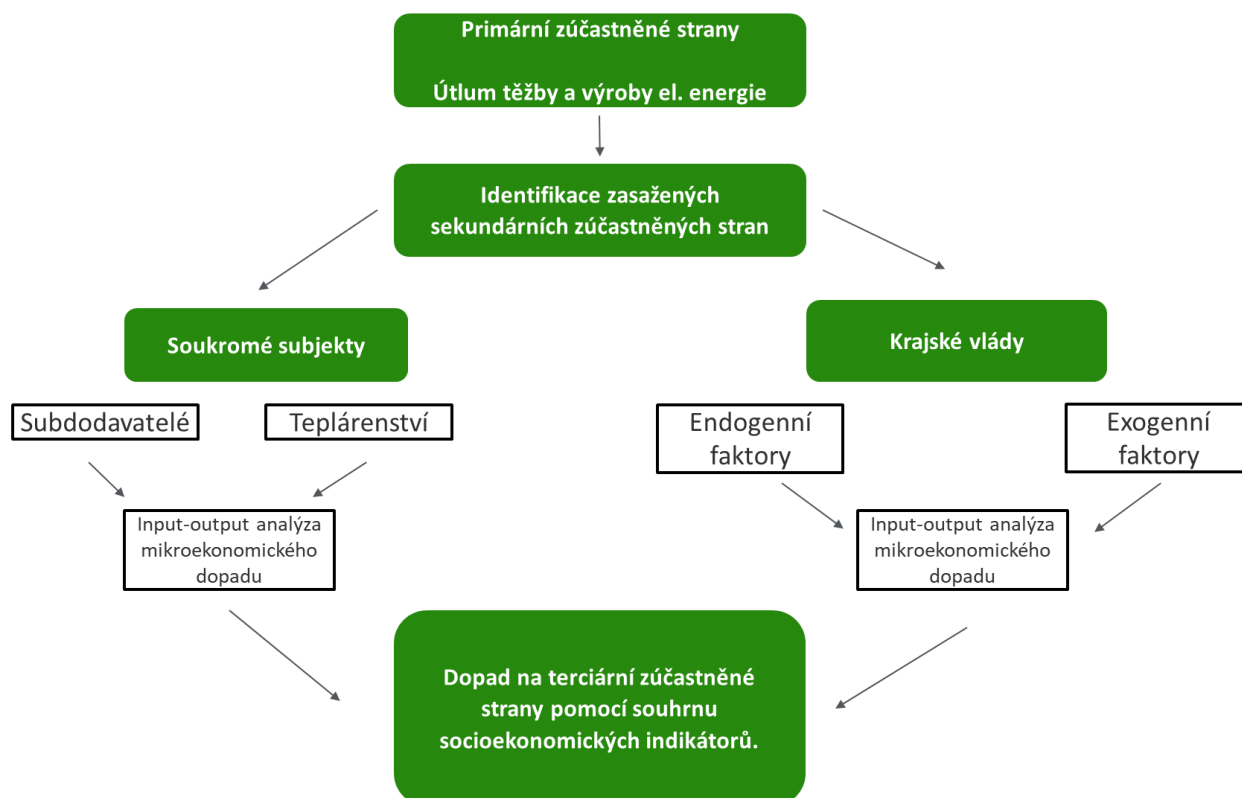 Primární zúčastněné strany
Útlum těžby a výroby el. energie
Identifikace zasažených
sekundárních zúčastněných stran
Soukromé subjekty
Krajské vlády
Subdodavatelé
Teplárenství
Endogenní
faktory
Exogenní
faktory
Input-output analýza
mikroekonomického
dopadu
Input-output analýza
mikroekonomického
dopadu
Dopad na terciární zúčastněné
strany pomocí souhrnu
socioekonomických indikátorů.